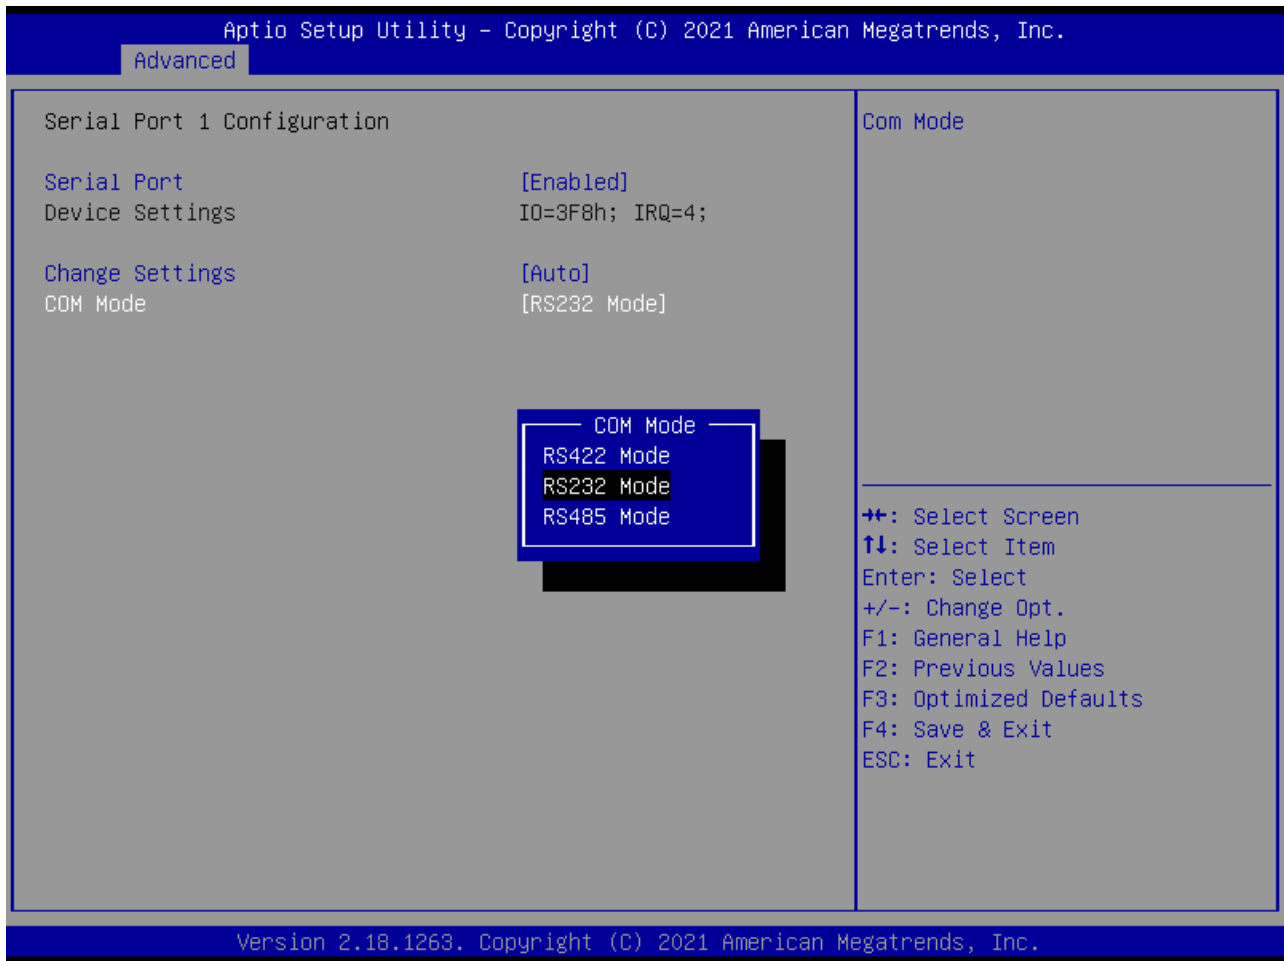 Aptio Setup Utility – Copyright (C) 2021 American Megatrends, Inc.
Advanced
Serial Port 1 Configuration
Serial Port [Enabled]
Device Settings IO=3F8h; IRQ=4;
Change Settings [Auto]
COM Mode [RS232 Mode]
COM Mode
RS422 Mode
RS232 Mode
RS485 Mode
Com Mode
→←: Select Screen
↑↓: Select Item
Enter: Select
+/-: Change Opt.
F1: General Help
F2: Previous Values
F3: Optimized Defaults
F4: Save & Exit
ESC: Exit
Version 2.18.1263. Copyright (C) 2021 American Megatrends, Inc.